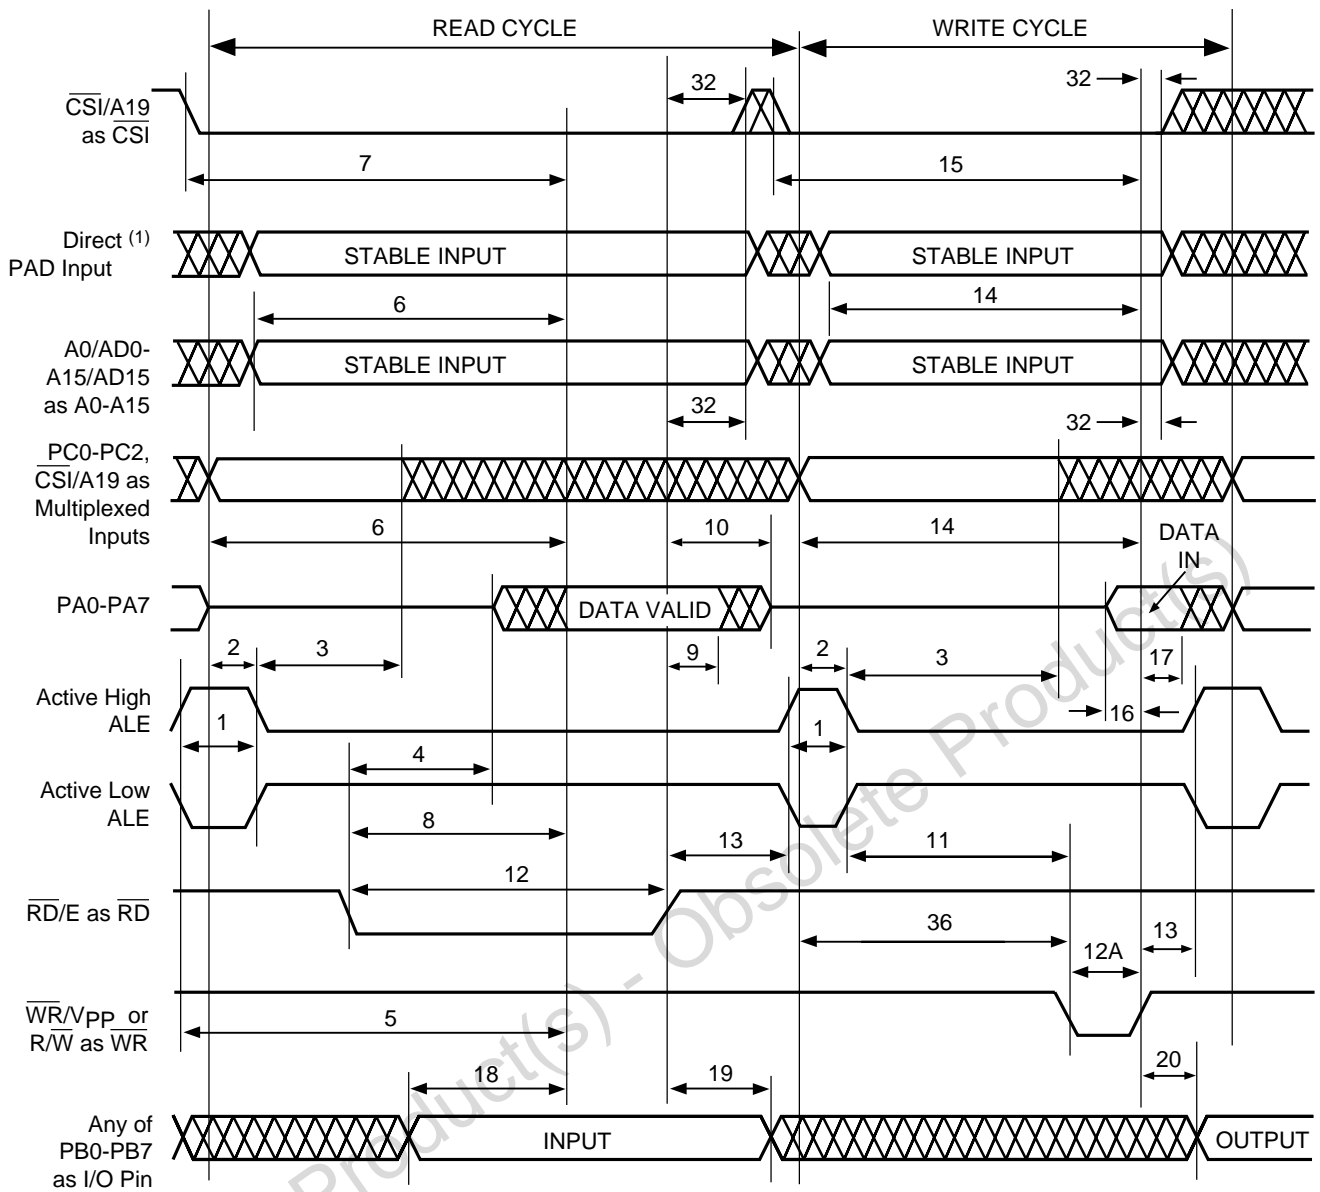 READ CYCLE
WRITE CYCLE
CSI/A19
as CSI
32
32
7
15
Direct (1)
PAD Input
STABLE INPUT
STABLE INPUT
6
14
A0/AD0-
A15/AD15
as A0-A15
STABLE INPUT
STABLE INPUT
32
32
PC0-PC2,
CSI/A19 as
Multiplexed
Inputs
6
10
14
DATA
IN
PA0-PA7
DATA VALID
2
3
9
2
3
17
Active High
ALE
1
1
16
4
Active Low
ALE
8
13
11
12
RD/E as RD
36
12A
13
WR/VPP or
R/W as WR
5
18
19
20
Any of
PB0-PB7
as I/O Pin
INPUT
OUTPUT
Product(s) - Obsolete Product(s)